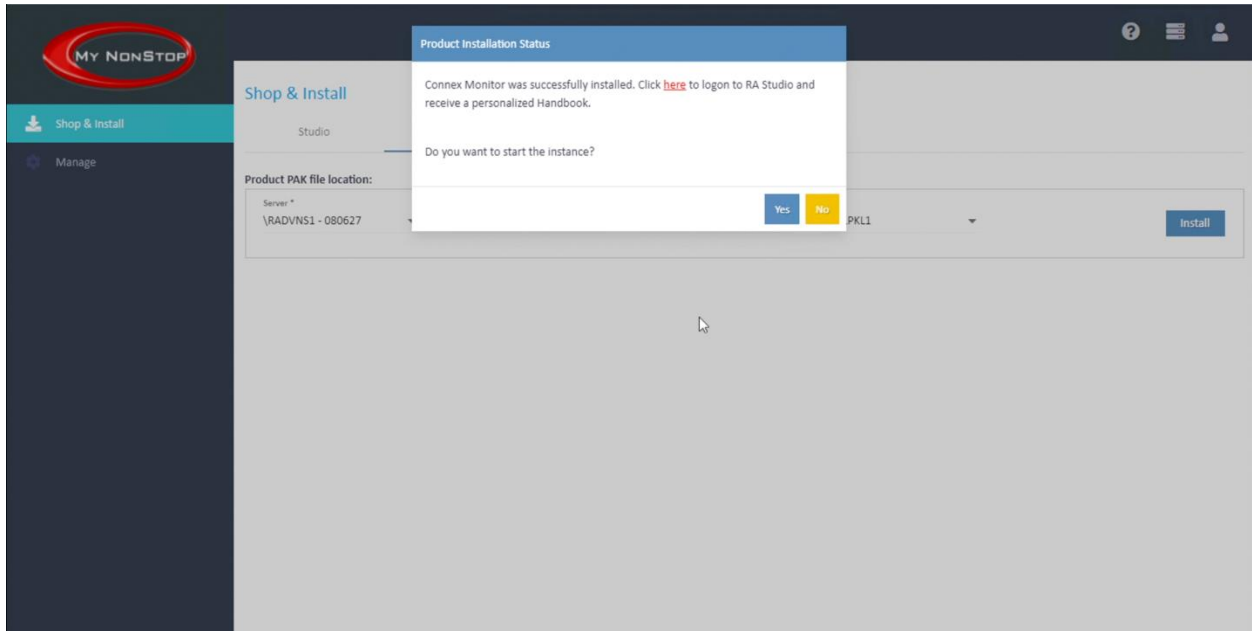 MY NONSTOP
Shop & Install
Manage
Shop & Install
Studio
Product PAK file location:
Server *
\RADVNS1 - 080627
PKL1
Install
Product Installation Status
Connex Monitor was successfully installed. Click here to logon to RA Studio and
receive a personalized Handbook.
Do you want to start the instance?
Yes No